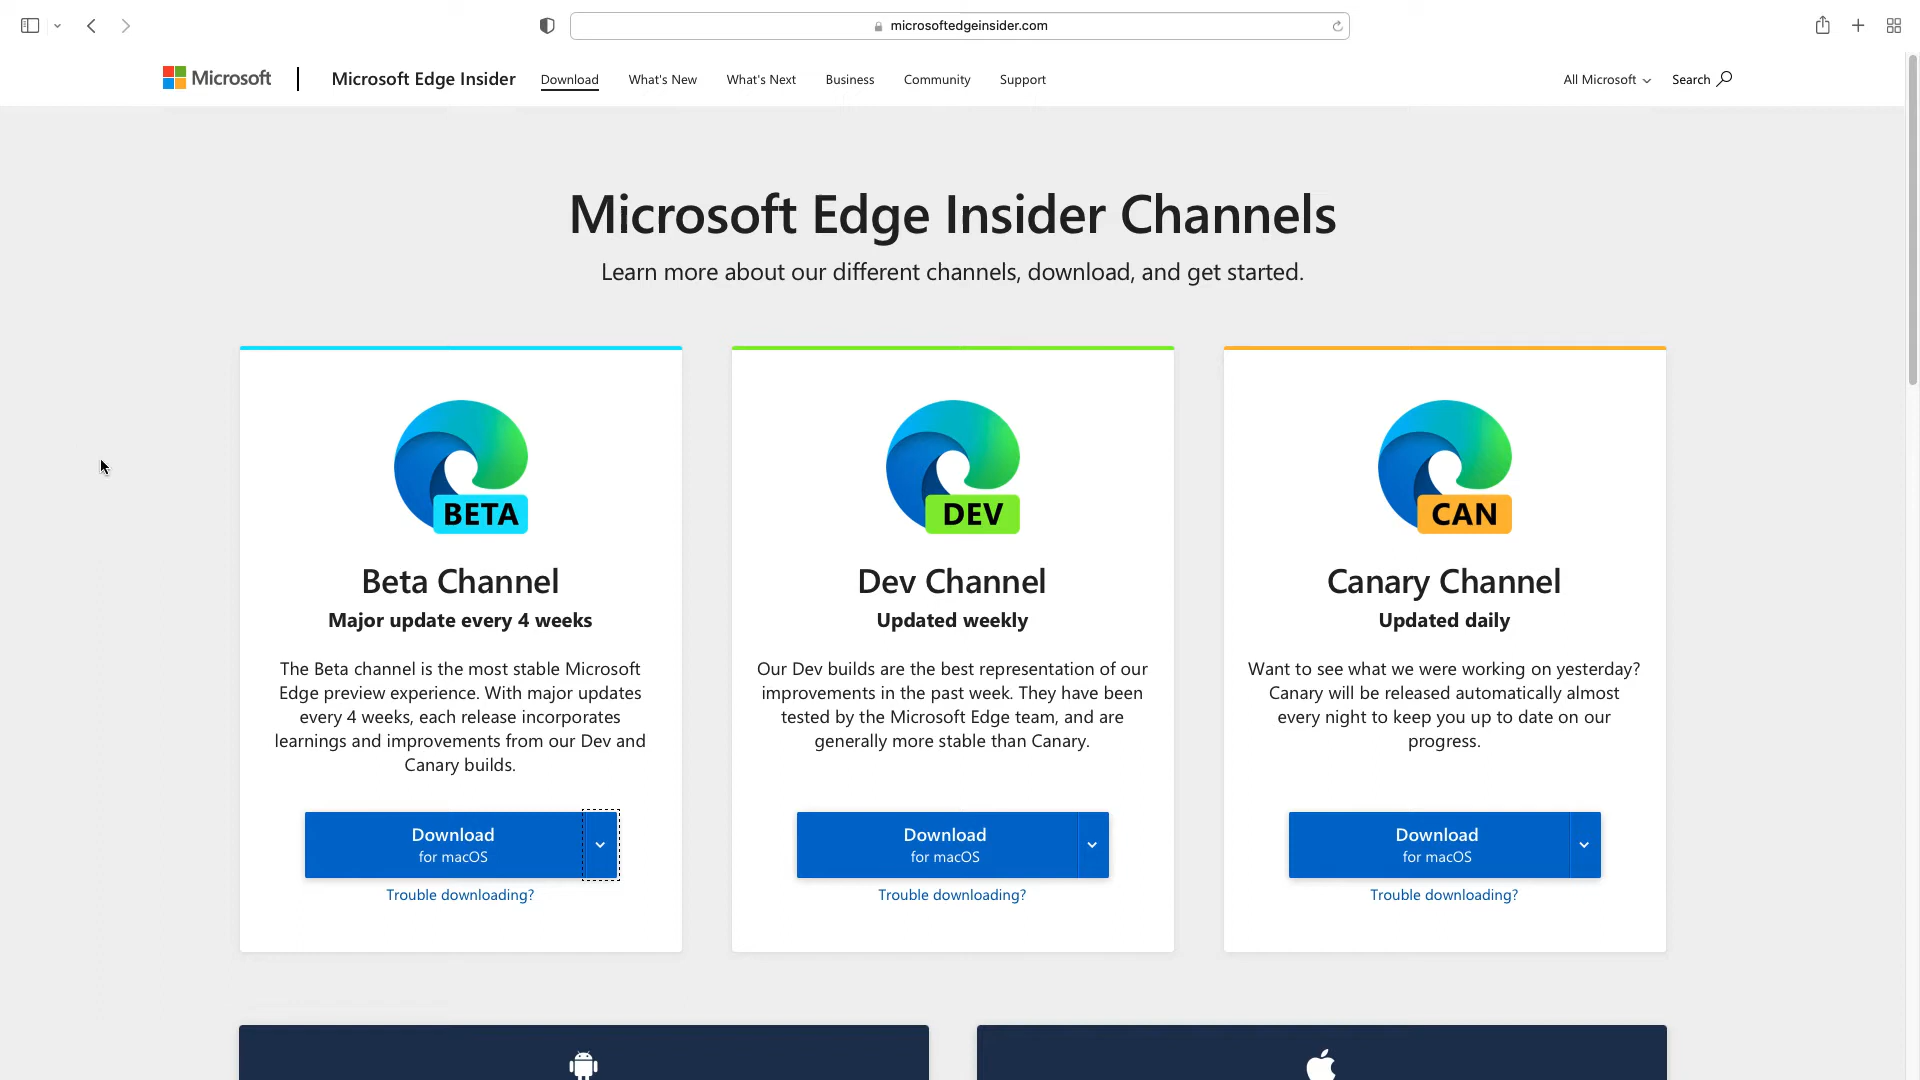 microsoftedgeinsider.com
Microsoft
Microsoft Edge Insider
Download
What's New
What's Next
Business
Community
Support
All Microsoft
Search
Microsoft Edge Insider Channels
Learn more about our different channels, download, and get started.
BETA
Beta Channel
Major update every 4 weeks
The Beta channel is the most stable Microsoft
Edge preview experience. With major updates
every 4 weeks, each release incorporates
learnings and improvements from our Dev and
Canary builds.
Download
for macOS
Trouble downloading?
DEV
Dev Channel
Updated weekly
Our Dev builds are the best representation of our
improvements in the past week. They have been
tested by the Microsoft Edge team, and are
generally more stable than Canary.
Download
for macOS
Trouble downloading?
CAN
Canary Channel
Updated daily
Want to see what we were working on yesterday?
Canary will be released automatically almost
every night to keep you up to date on our
progress.
Download
for macOS
Trouble downloading?